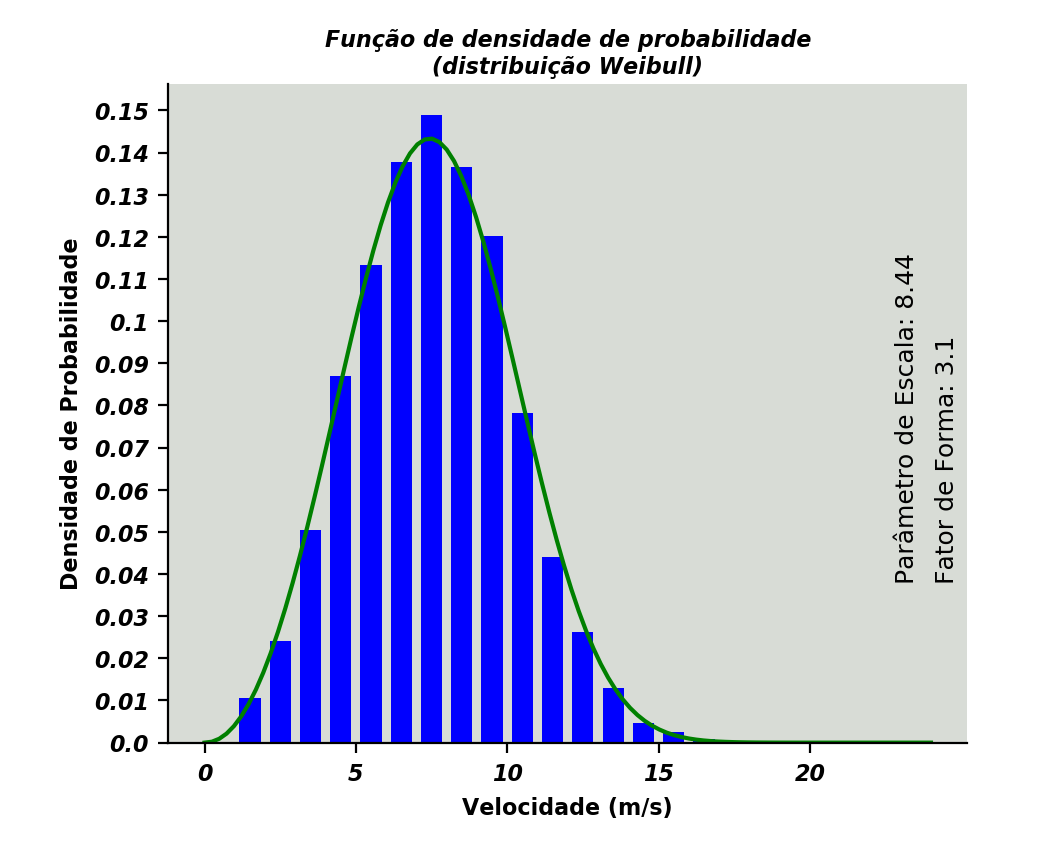 Função de densidade de probabilidade
(distribuição Weibull)
Densidade de Probabilidade
0.15
0.14
0.13
0.12
0.11
0.1
0.09
0.08
0.07
0.06
0.05
0.04
0.03
0.02
0.01
0.0
0 5 10 15 20
Velocidade (m/s)
Parâmetro de Escala: 8.44
Fator de Forma: 3.1